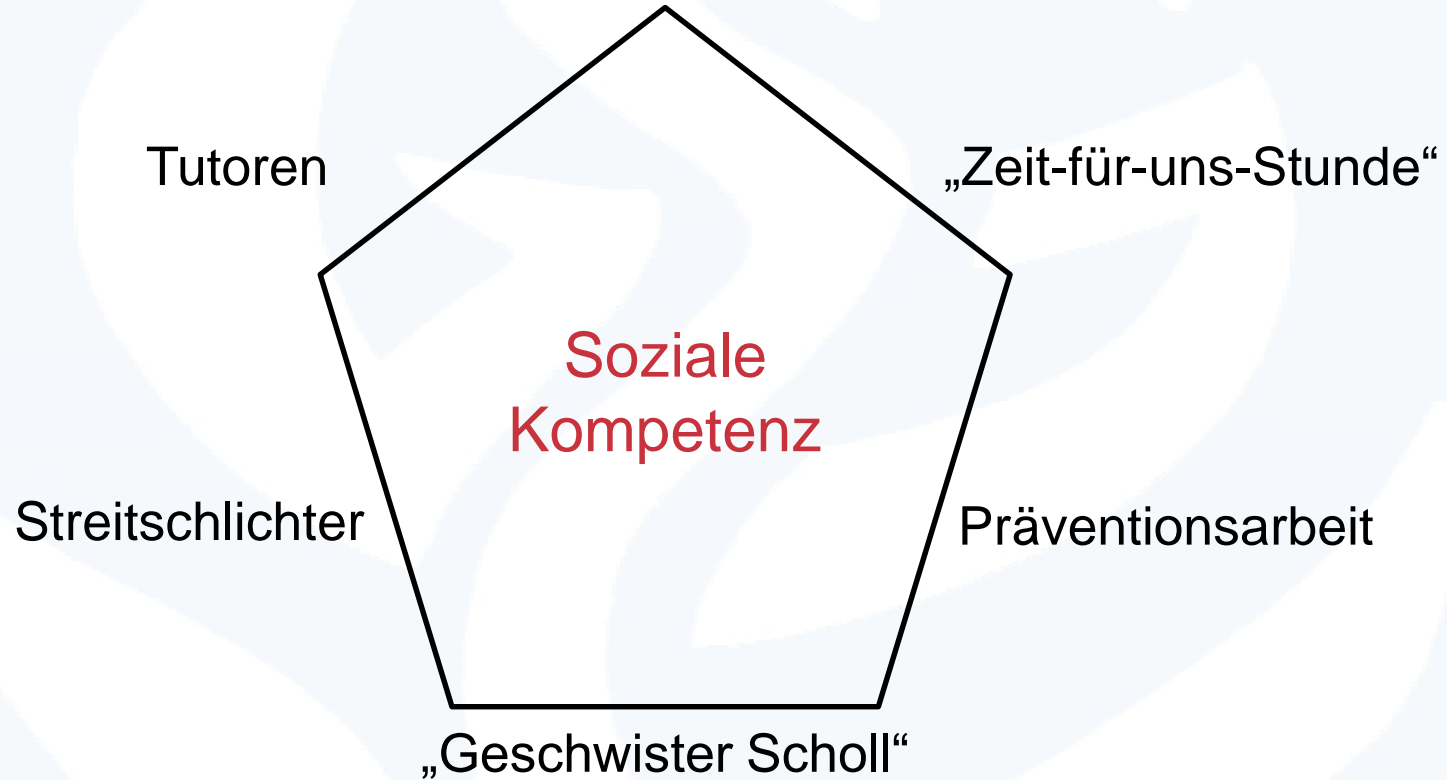 Tutoren
„Zeit-für-uns-Stunde“
Soziale
Kompetenz
Streitschlichter
Präventionsarbeit
„Geschwister Scholl“